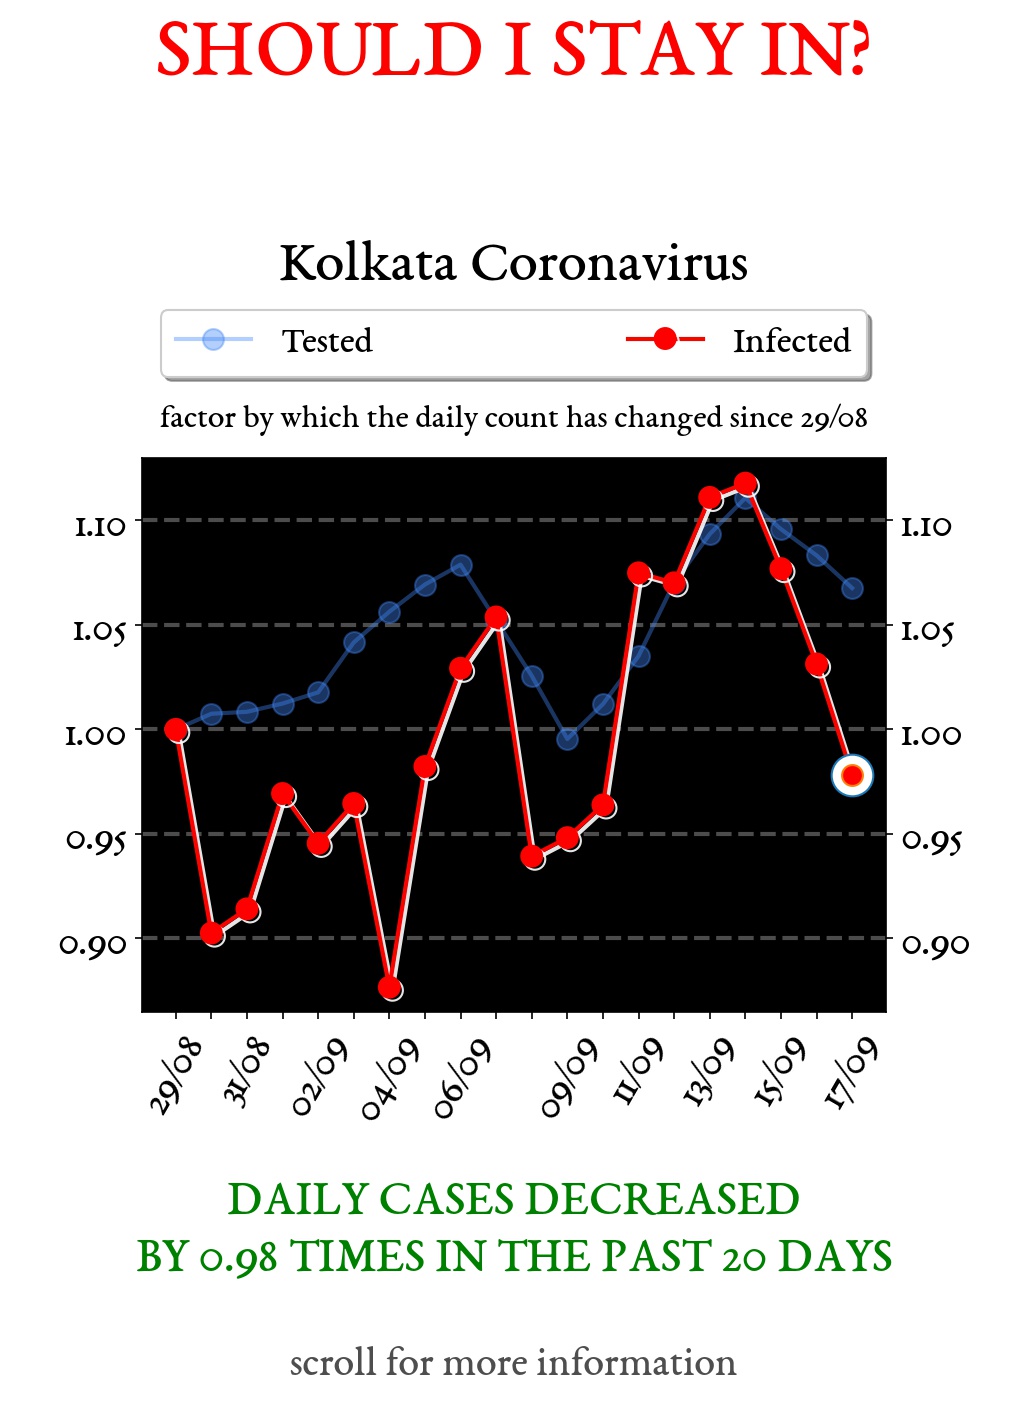 SHOULD I STAY IN?
Kolkata Coronavirus
Tested Infected
factor by which the daily count has changed since 29/08
1.10 1.10
1.05 1.05
1.00 1.00
0.95 0.95
0.90 0.90
29/08 31/08 02/09 04/09 06/09 09/09 11/09 13/09 15/09 17/09
DAILY CASES DECREASED
BY 0.98 TIMES IN THE PAST 20 DAYS
scroll for more information